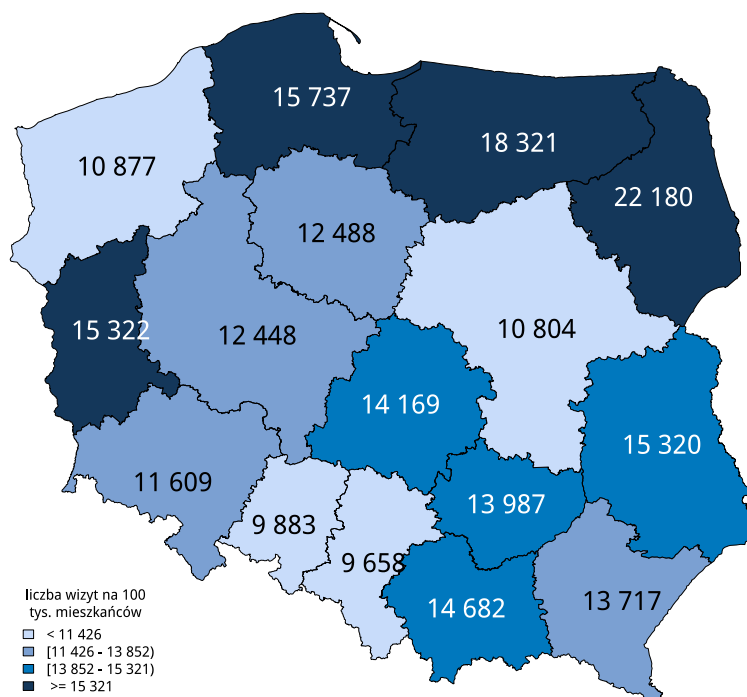 15 737
18 321
10 877
22 180
12 488
15 322
12 448
10 804
14 169
15 320
11 609
13 987
9 883
9 658
14 682
13 717
liczba wizyt na 100
tys. mieszkańców
< 11 426
[11 426 - 13 852)
[13 852 - 15 321)
>= 15 321